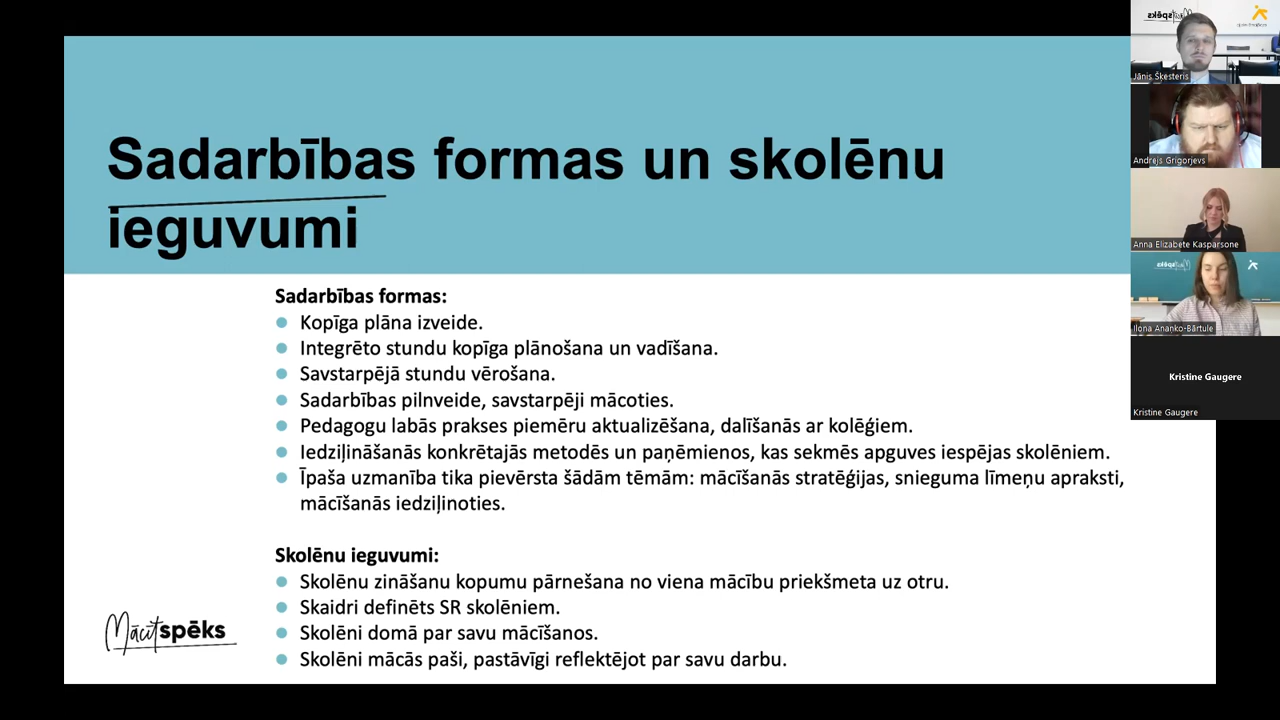 Sadarbības formas un skolēnu
ieguvumi
Sadarbības formas:
Kopīga plāna izveide.
Integrēto stundu kopīga plānošana un vadīšana.
Savstarpējā stundu vērošana.
Sadarbības pilnveide, savstarpēji mācoties.
Pedagogu labās prakses piemēru aktualizēšana, dalīšanās ar kolēģiem.
Iedziļināšanās konkrētajās metodēs un paņēmienos, kas sekmēs apguves iespējas skolēniem.
Īpaša uzmanība tika pievērsta šādām tēmām: mācīšanās stratēģijas, snieguma līmeņu apraksti,
mācīšanās iedziļinoties.
Skolēnu ieguvumi:
Skolēnu zināšanu kopumu pārnešana no viena mācību priekšmeta uz otru.
Skaidri definēts SR skolēniem.
Skolēni domā par savu mācīšanos.
Skolēni mācās paši, pastāvīgi reflektējot par savu darbu.
Mācītspēks
Jānis Šķesteris
Andrejs Grigorjevs
Anna Elizabete Kasparsone
Ilona Ananko-Bārtule
Kristine Gaugere
Kristine Gaugere